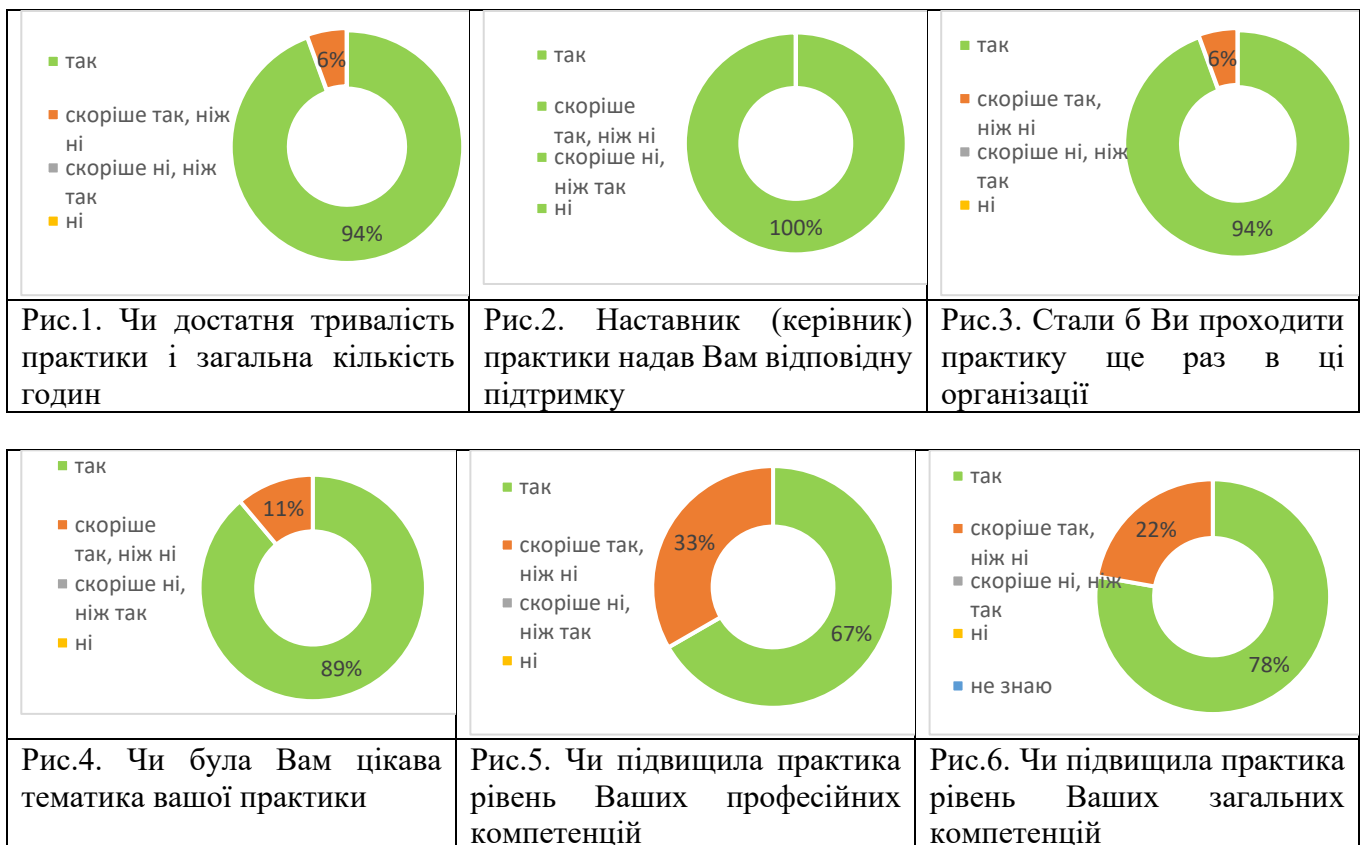 так
скоріше так, ніж
ні
скоріше ні, ніж
так
ні
6%
94%
так
скоріше
так, ніж ні
скоріше ні,
ніж так
ні
100%
так
скоріше так,
ніж ні
скоріше ні, ніж
так
ні
6%
94%
Рис.1. Чи достатня тривалість
практики і загальна кількість
годин
Рис.2. Наставник (керівник)
практики надав Вам відповідну
підтримку
Рис.3. Стали б Ви проходити
практику ще раз в ці
організації
так
скоріше
так, ніж ні
скоріше ні,
ніж так
ні
11%
89%
так
скоріше так,
ніж ні
скоріше ні,
ніж так
ні
33%
67%
так
скоріше так,
ніж ні
скоріше ні, ніж
так
ні
не знаю
22%
78%
Рис.4. Чи була Вам цікава
тематика вашої практики
Рис.5. Чи підвищила практика
рівень Ваших професійних
компетенцій
Рис.6. Чи підвищила практика
рівень Ваших загальних
компетенцій